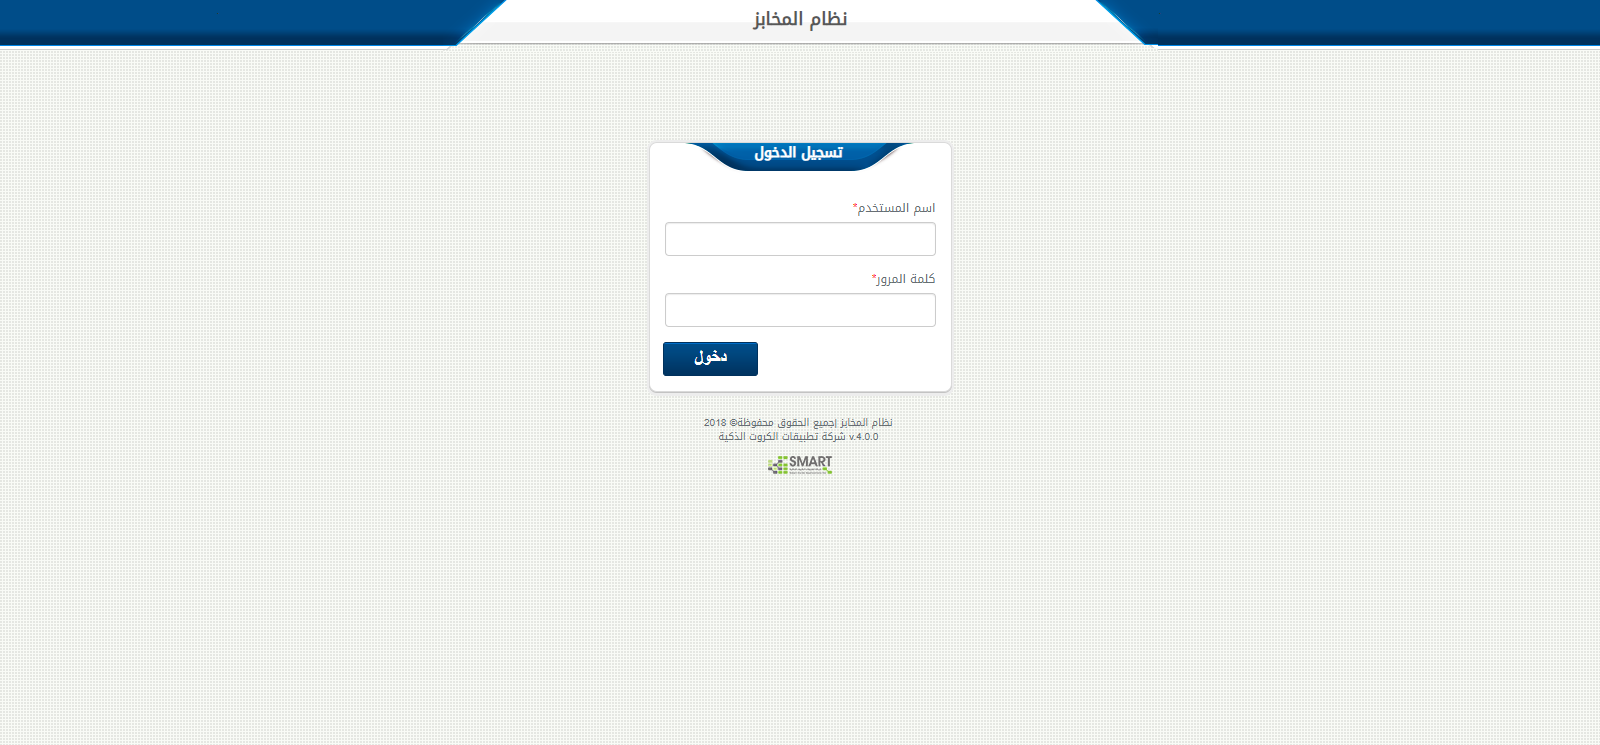 نظام المخابز
تسجيل الدخول
اسم المستخدم*
كلمة المرور*
دخول
نظام المخابز |جميع الحقوق محفوظة© 2018
v.4.0.0 شركة تطبيقات الكروت الذكية
SMART